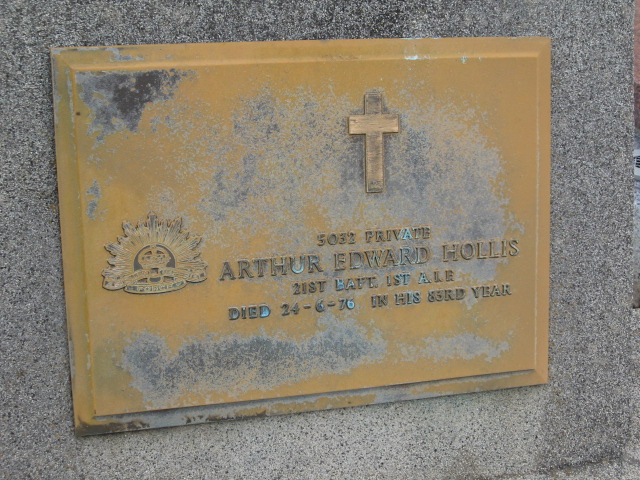 5032 PRIVATE
ARTHUR EDWARD HOLLIS
21ST BATT. 1ST A.I.F.
DIED 24-6-76 IN HIS 83RD YEAR